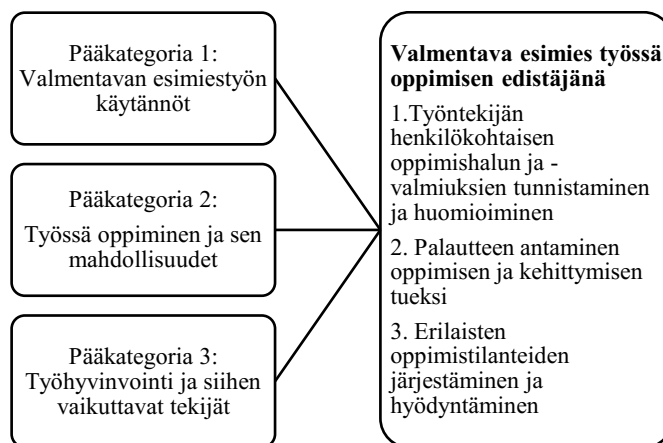 Pääkategoria 1:
Valmentavan esimiestyön
käytännöt
Pääkategoria 2:
Työssä oppiminen ja sen
mahdollisuudet
Pääkategoria 3:
Työhyvinvointi ja siihen
vaikuttavat tekijät
Valmentava esimies työssä
oppimisen edistäjänä
1.Työntekijän
henkilökohtaisen
oppimishalun ja -
valmiuksien tunnistaminen
ja huomioiminen
2. Palautteen antaminen
oppimisen ja kehittymisen
tueksi
3. Erilaisten
oppimistilanteiden
järjestäminen ja
hyödyntäminen